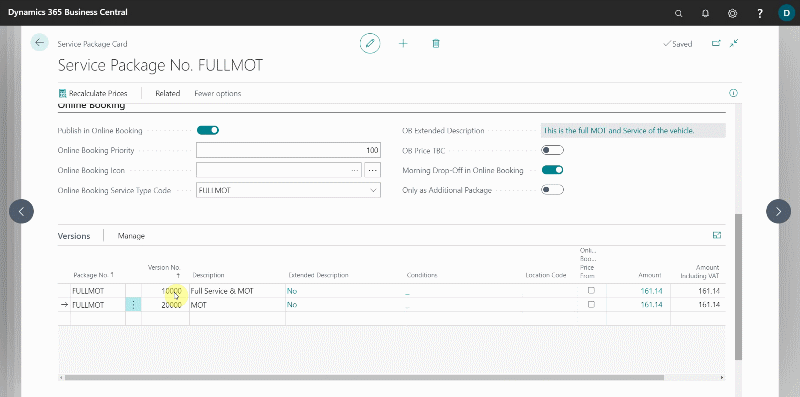 Dynamics 365 Business Central
?
D
Service Package Card
Saved
Service Package No. FULLMOT
Recalculate Prices
Related
Fewer options
Online Booking
Publish in Online Booking
OB Extended Description
This is the full MOT and Service of the vehicle.
Online Booking Priority
100
OB Price TBC
Online Booking Icon
Morning Drop-Off in Online Booking
Online Booking Service Type Code
FULLMOT
Only as Additional Package
Versions
Manage
Package No. ↑
Version No. ↑
Description
Extended Description
Conditions
Location Code
Onli... Boo... Price From
Amount
Amount Including VAT
FULLMOT 10000 Full Service & MOT No _ 161.14 161.14
FULLMOT 20000 MOT No _ 161.14 161.14